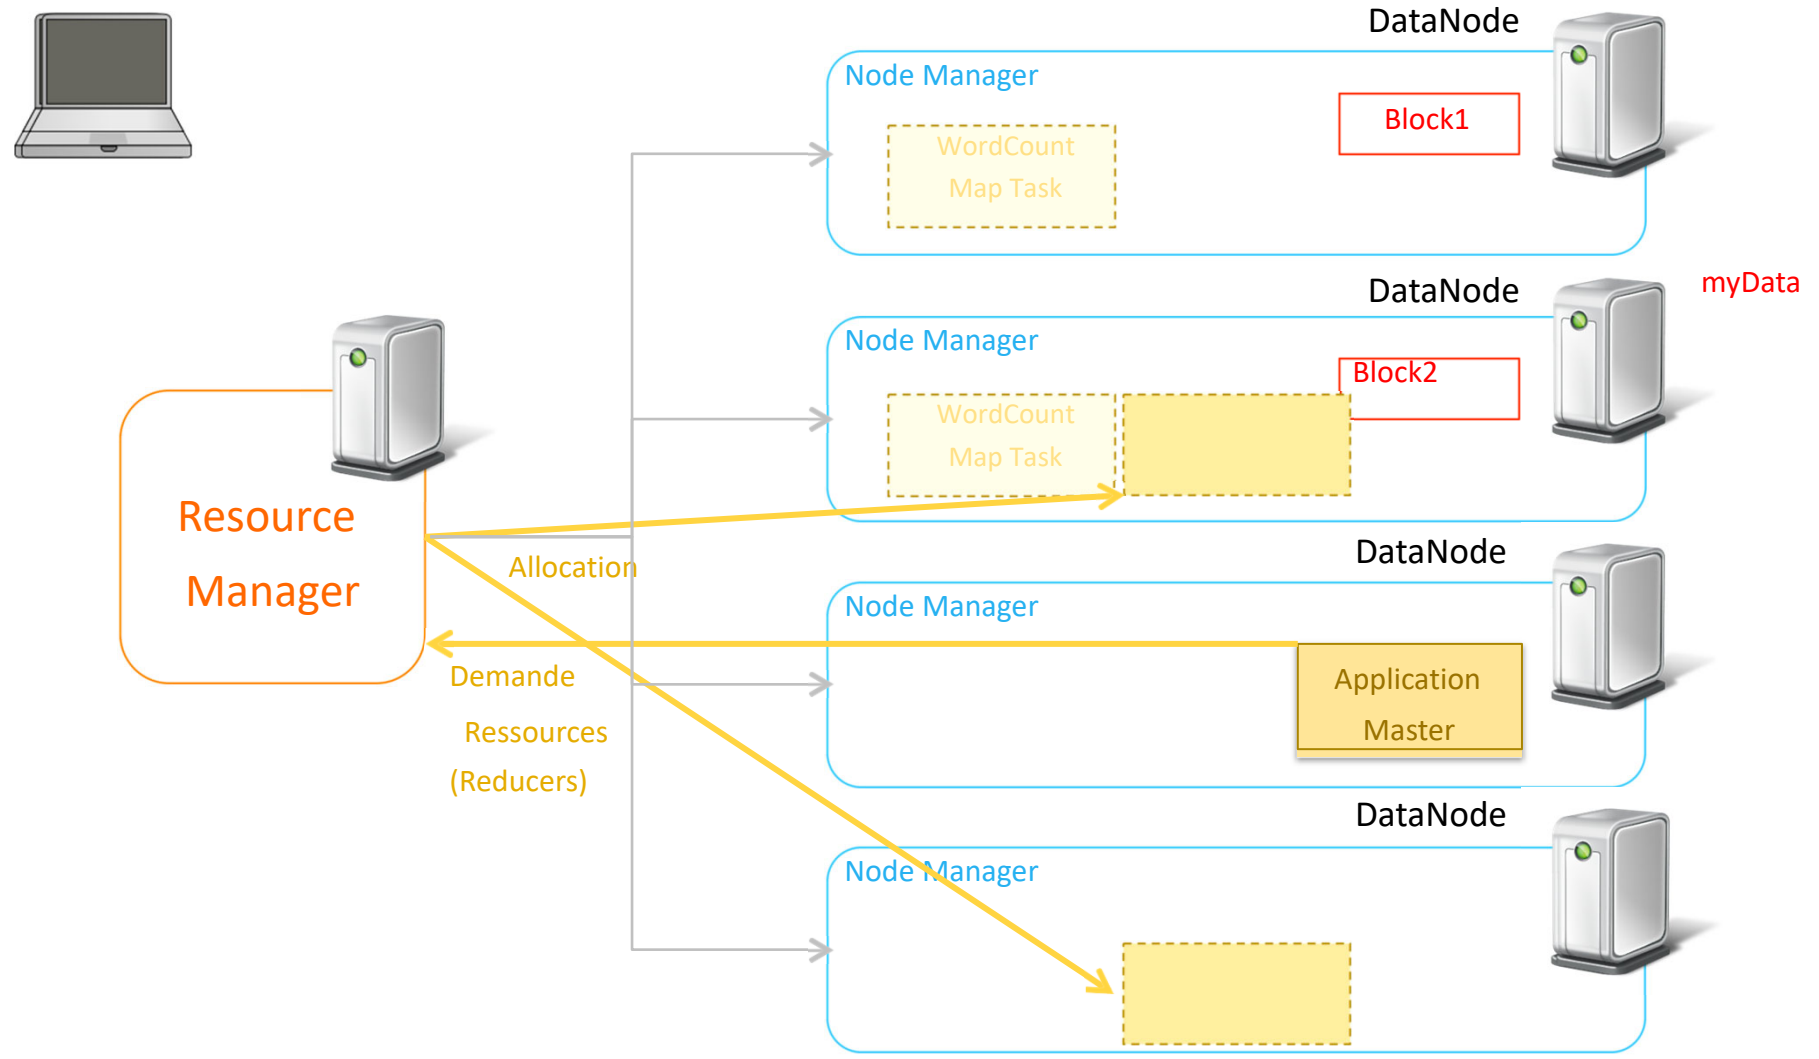 DataNode
Node Manager
Block1
WordCount
Map Task
DataNode
myData
Node Manager
Block2
WordCount
Map Task
Resource
Manager
Allocation
DataNode
Node Manager
Demande
Ressources
(Reducers)
Application
Master
DataNode
Node Manager